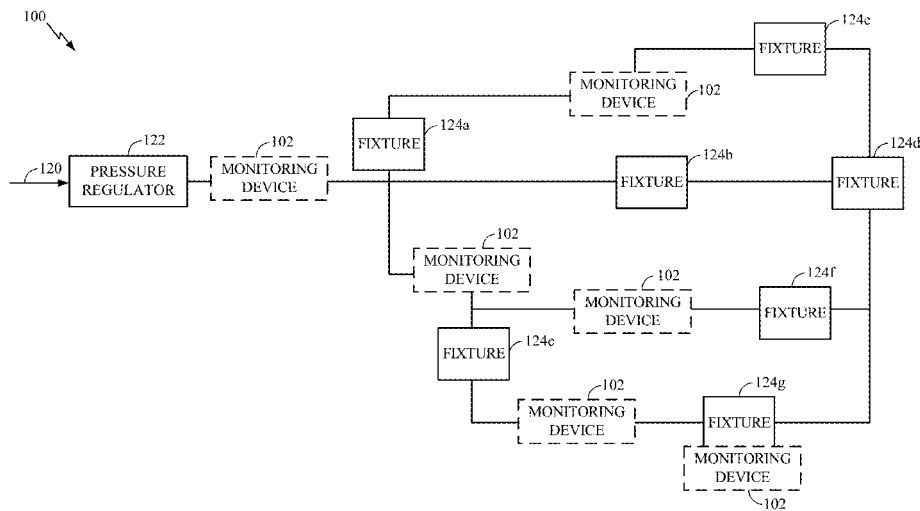 100
124c
FIXTURE
MONITORING
DEVICE
102
124a
FIXTURE
122
102
124b
124d
120
PRESSURE
REGULATOR
MONITORING
DEVICE
FIXTURE
FIXTURE
102
MONITORING
DEVICE
102
124f
MONITORING
DEVICE
FIXTURE
124e
FIXTURE
102
124g
MONITORING
DEVICE
FIXTURE
MONITORING
DEVICE
102